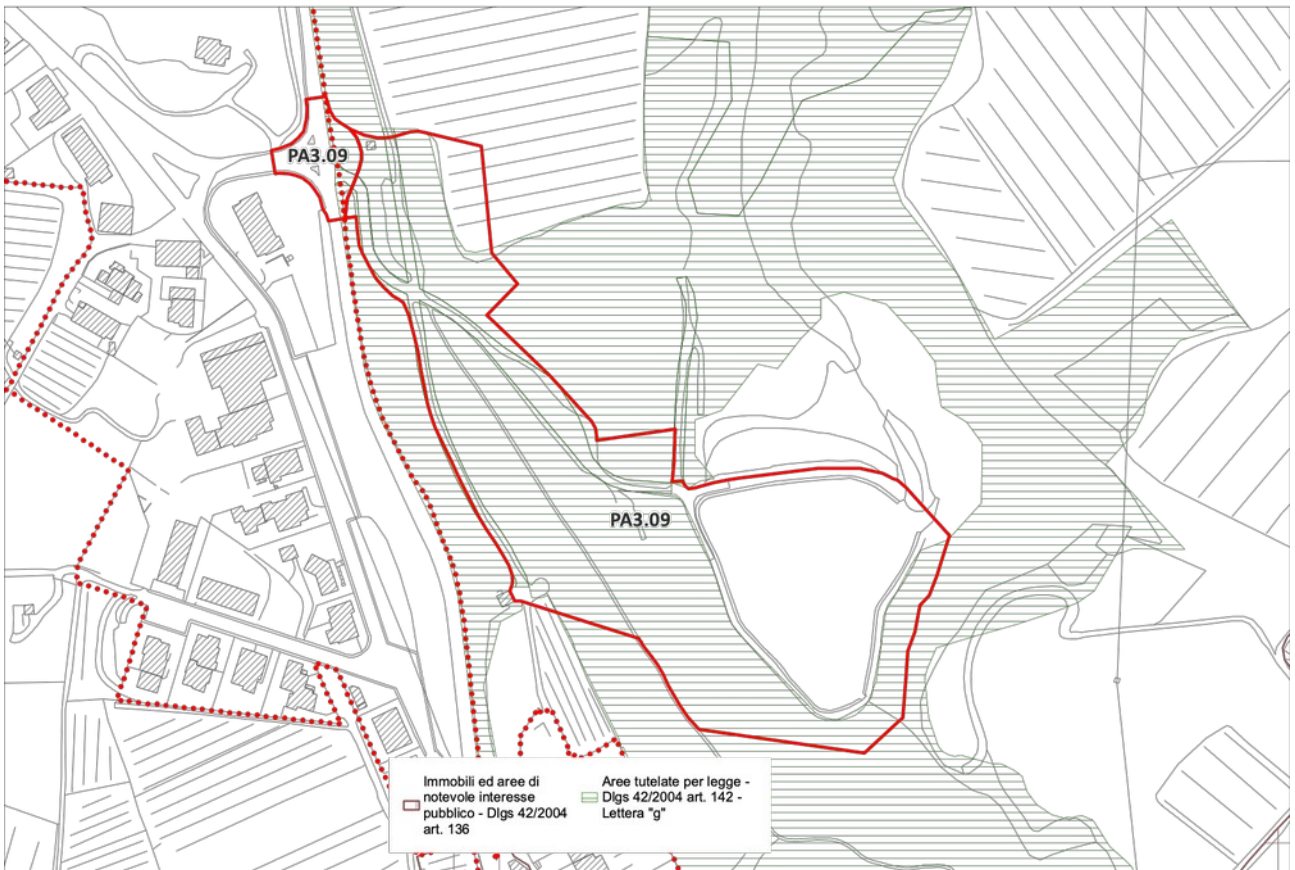 PA3.09
PA3.09
Immobili ed aree di
notevole interesse
pubblico - Dlgs 42/2004
art. 136
Aree tutelate per legge -
Dlgs 42/2004 art. 142 -
Lettera "g"